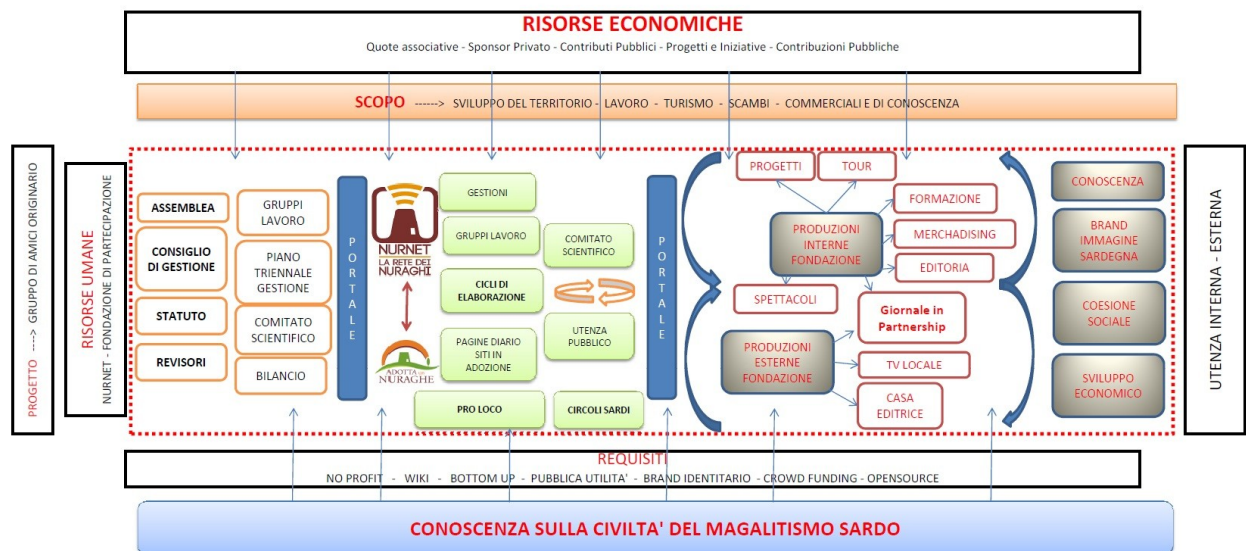 RISORSE ECONOMICHE
Quote associative - Sponsor Privato - Contributi Pubblici - Progetti e Iniziative - Contribuzioni Pubbliche
SCOPO ------> SVILUPPO DEL TERRITORIO - LAVORO - TURISMO - SCAMBI - COMMERCIALI E DI CONOSCENZA
PROGETTO ----> GRUPPO DI AMICI ORIGINARIO
RISORSE UMANE
NURNET - FONDAZIONE DI PARTECIPAZIONE
ASSEMBLEA
CONSIGLIO
DI GESTIONE
STATUTO
REVISORI
GRUPPI
LAVORO
PIANO
TRIENNALE
GESTIONE
COMITATO
SCIENTIFICO
BILANCIO
PORTALE
NURNET
LA RETE DEI
NURAGHI
ADOTTA UN
NURAGHE
GESTIONI
GRUPPI LAVORO
CICLI DI
ELABORAZIONE
PAGINE DIARIO
SITI IN
ADOZIONE
PRO LOCO
COMITATO
SCIENTIFICO
UTENZA
PUBBLICO
CIRCOLI SARDI
PORTALE
PROGETTI
TOUR
FORMAZIONE
PRODUZIONI
INTERNE
FONDAZIONE
MERCHADISING
EDITORIA
SPETTACOLI
Giornale in
Partnership
PRODUZIONI
ESTERNE
FONDAZIONE
TV LOCALE
CASA
EDITRICE
CONOSCENZA
BRAND
IMMAGINE
SARDEGNA
COESIONE
SOCIALE
SVILUPPO
ECONOMICO
UTENZA INTERNA - ESTERNA
REQUISITI
NO PROFIT - WIKI - BOTTOM UP - PUBBLICA UTILITA' - BRAND IDENTITARIO - CROWD FUNDING - OPENSOURCE
CONOSCENZA SULLA CIVILTA' DEL MAGALITISMO SARDO